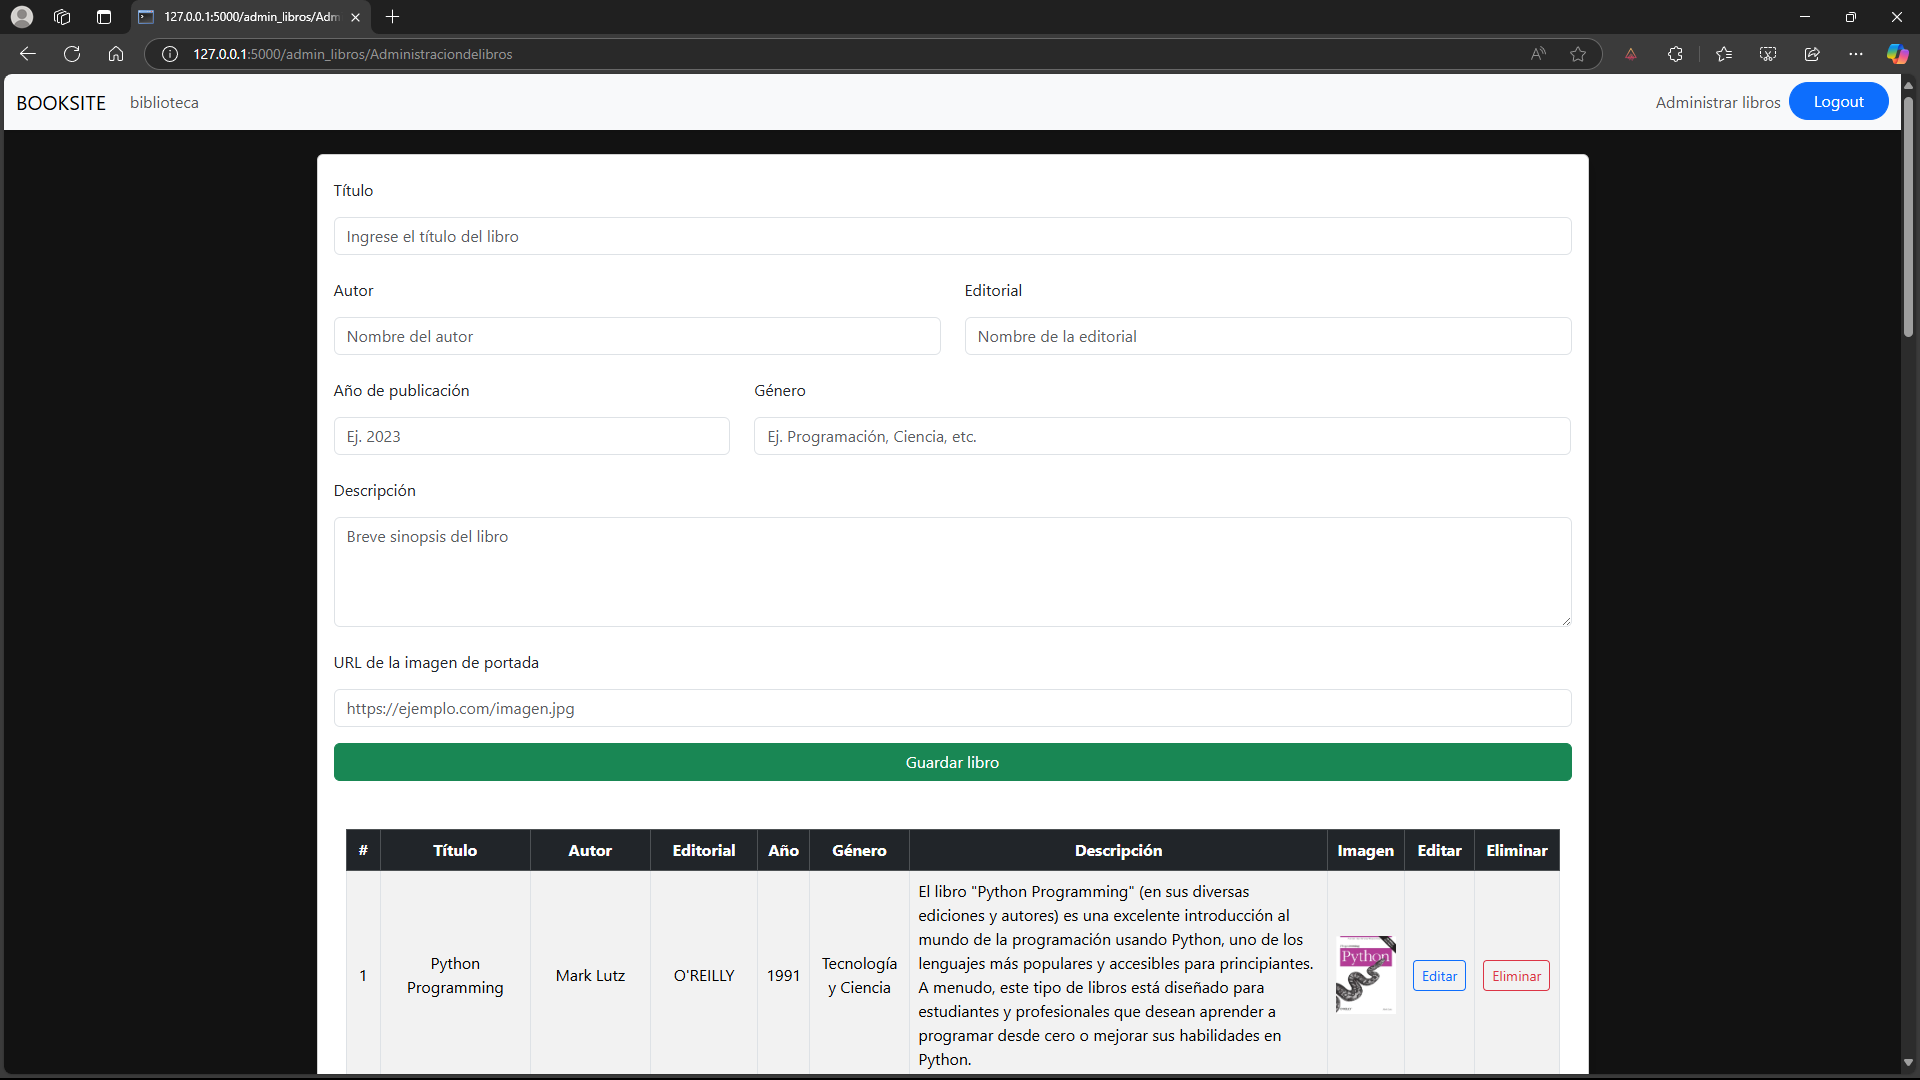 127.0.0.1:5000/admin_libros/Adm
127.0.0.1:5000/admin_libros/Administraciondelibros
BOOKSITE biblioteca Administrar libros Logout
Título
Ingrese el título del libro
Autor Editorial
Nombre del autor Nombre de la editorial
Año de publicación Género
Ej. 2023 Ej. Programación, Ciencia, etc.
Descripción
Breve sinopsis del libro
URL de la imagen de portada
https://ejemplo.com/imagen.jpg
Guardar libro
# Título Autor Editorial Año Género Descripción Imagen Editar Eliminar
1
Python
Programming
Mark Lutz
O'REILLY
1991
Tecnología
y Ciencia
El libro "Python Programming" (en sus diversas
ediciones y autores) es una excelente introducción al
mundo de la programación usando Python, uno de los
lenguajes más populares y accesibles para principiantes.
A menudo, este tipo de libros está diseñado para
estudiantes y profesionales que desean aprender a
programar desde cero o mejorar sus habilidades en
Python.
Python
Editar
Eliminar